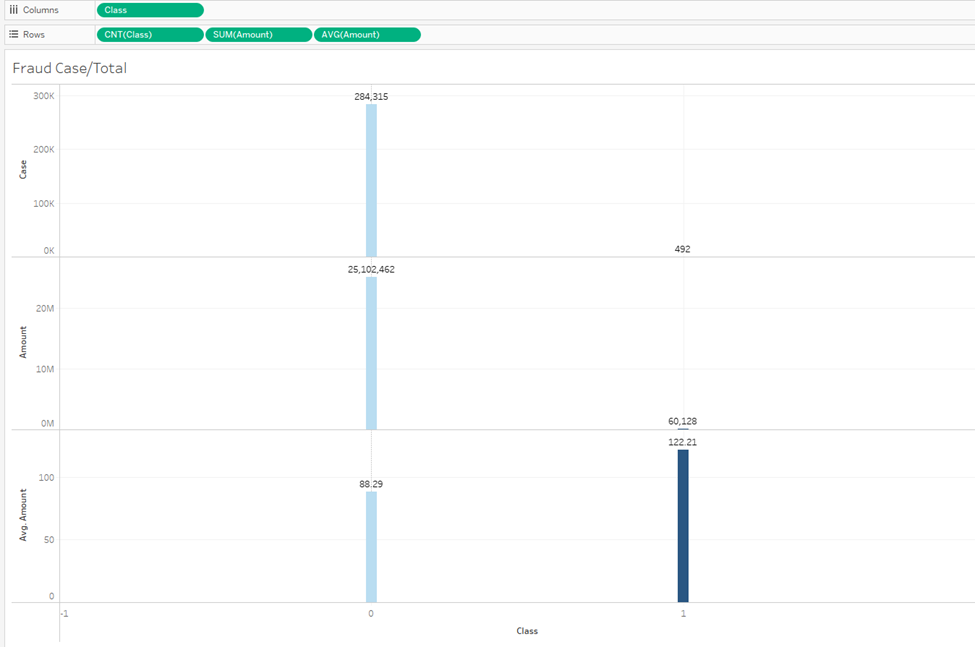 Columns Class
Rows CNT(Class) SUM(Amount) AVG(Amount)
Fraud Case/Total
300K
200K
100K
0K
Case
284,315
492
20M
10M
0M
Amount
25,102,462
60,128
100
50
0
Avg. Amount
88.29
122.21
-1 0 1
Class